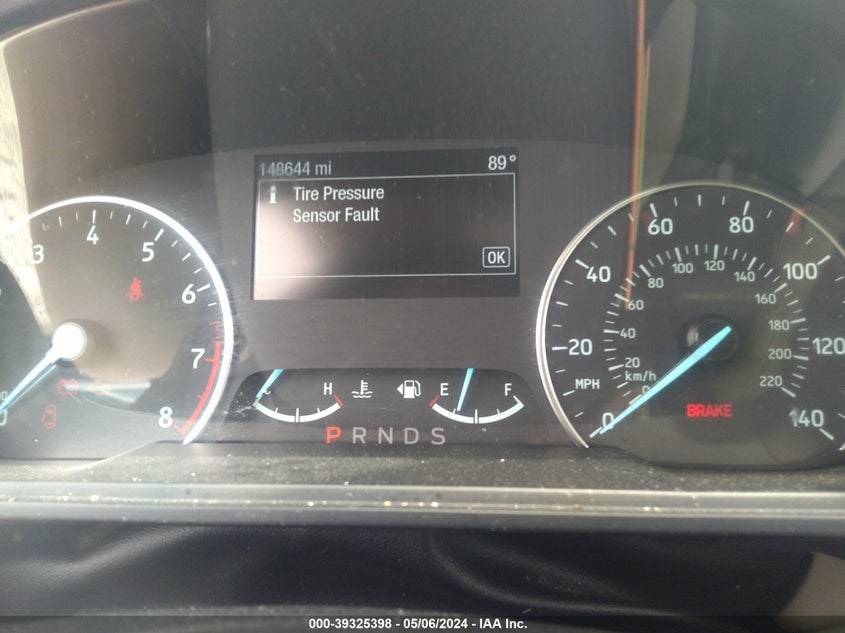 148644 mi 89°
Tire Pressure
Sensor Fault
OK
3 4 5 6 7 8
H E F
P R N D S
0 20 40 60 80 100 120 140
MPH
km/h
0 20 40 60 80 100 120 140 160 180 200 220
BRAKE
000-39325398 - 05/06/2024 - IAA Inc.